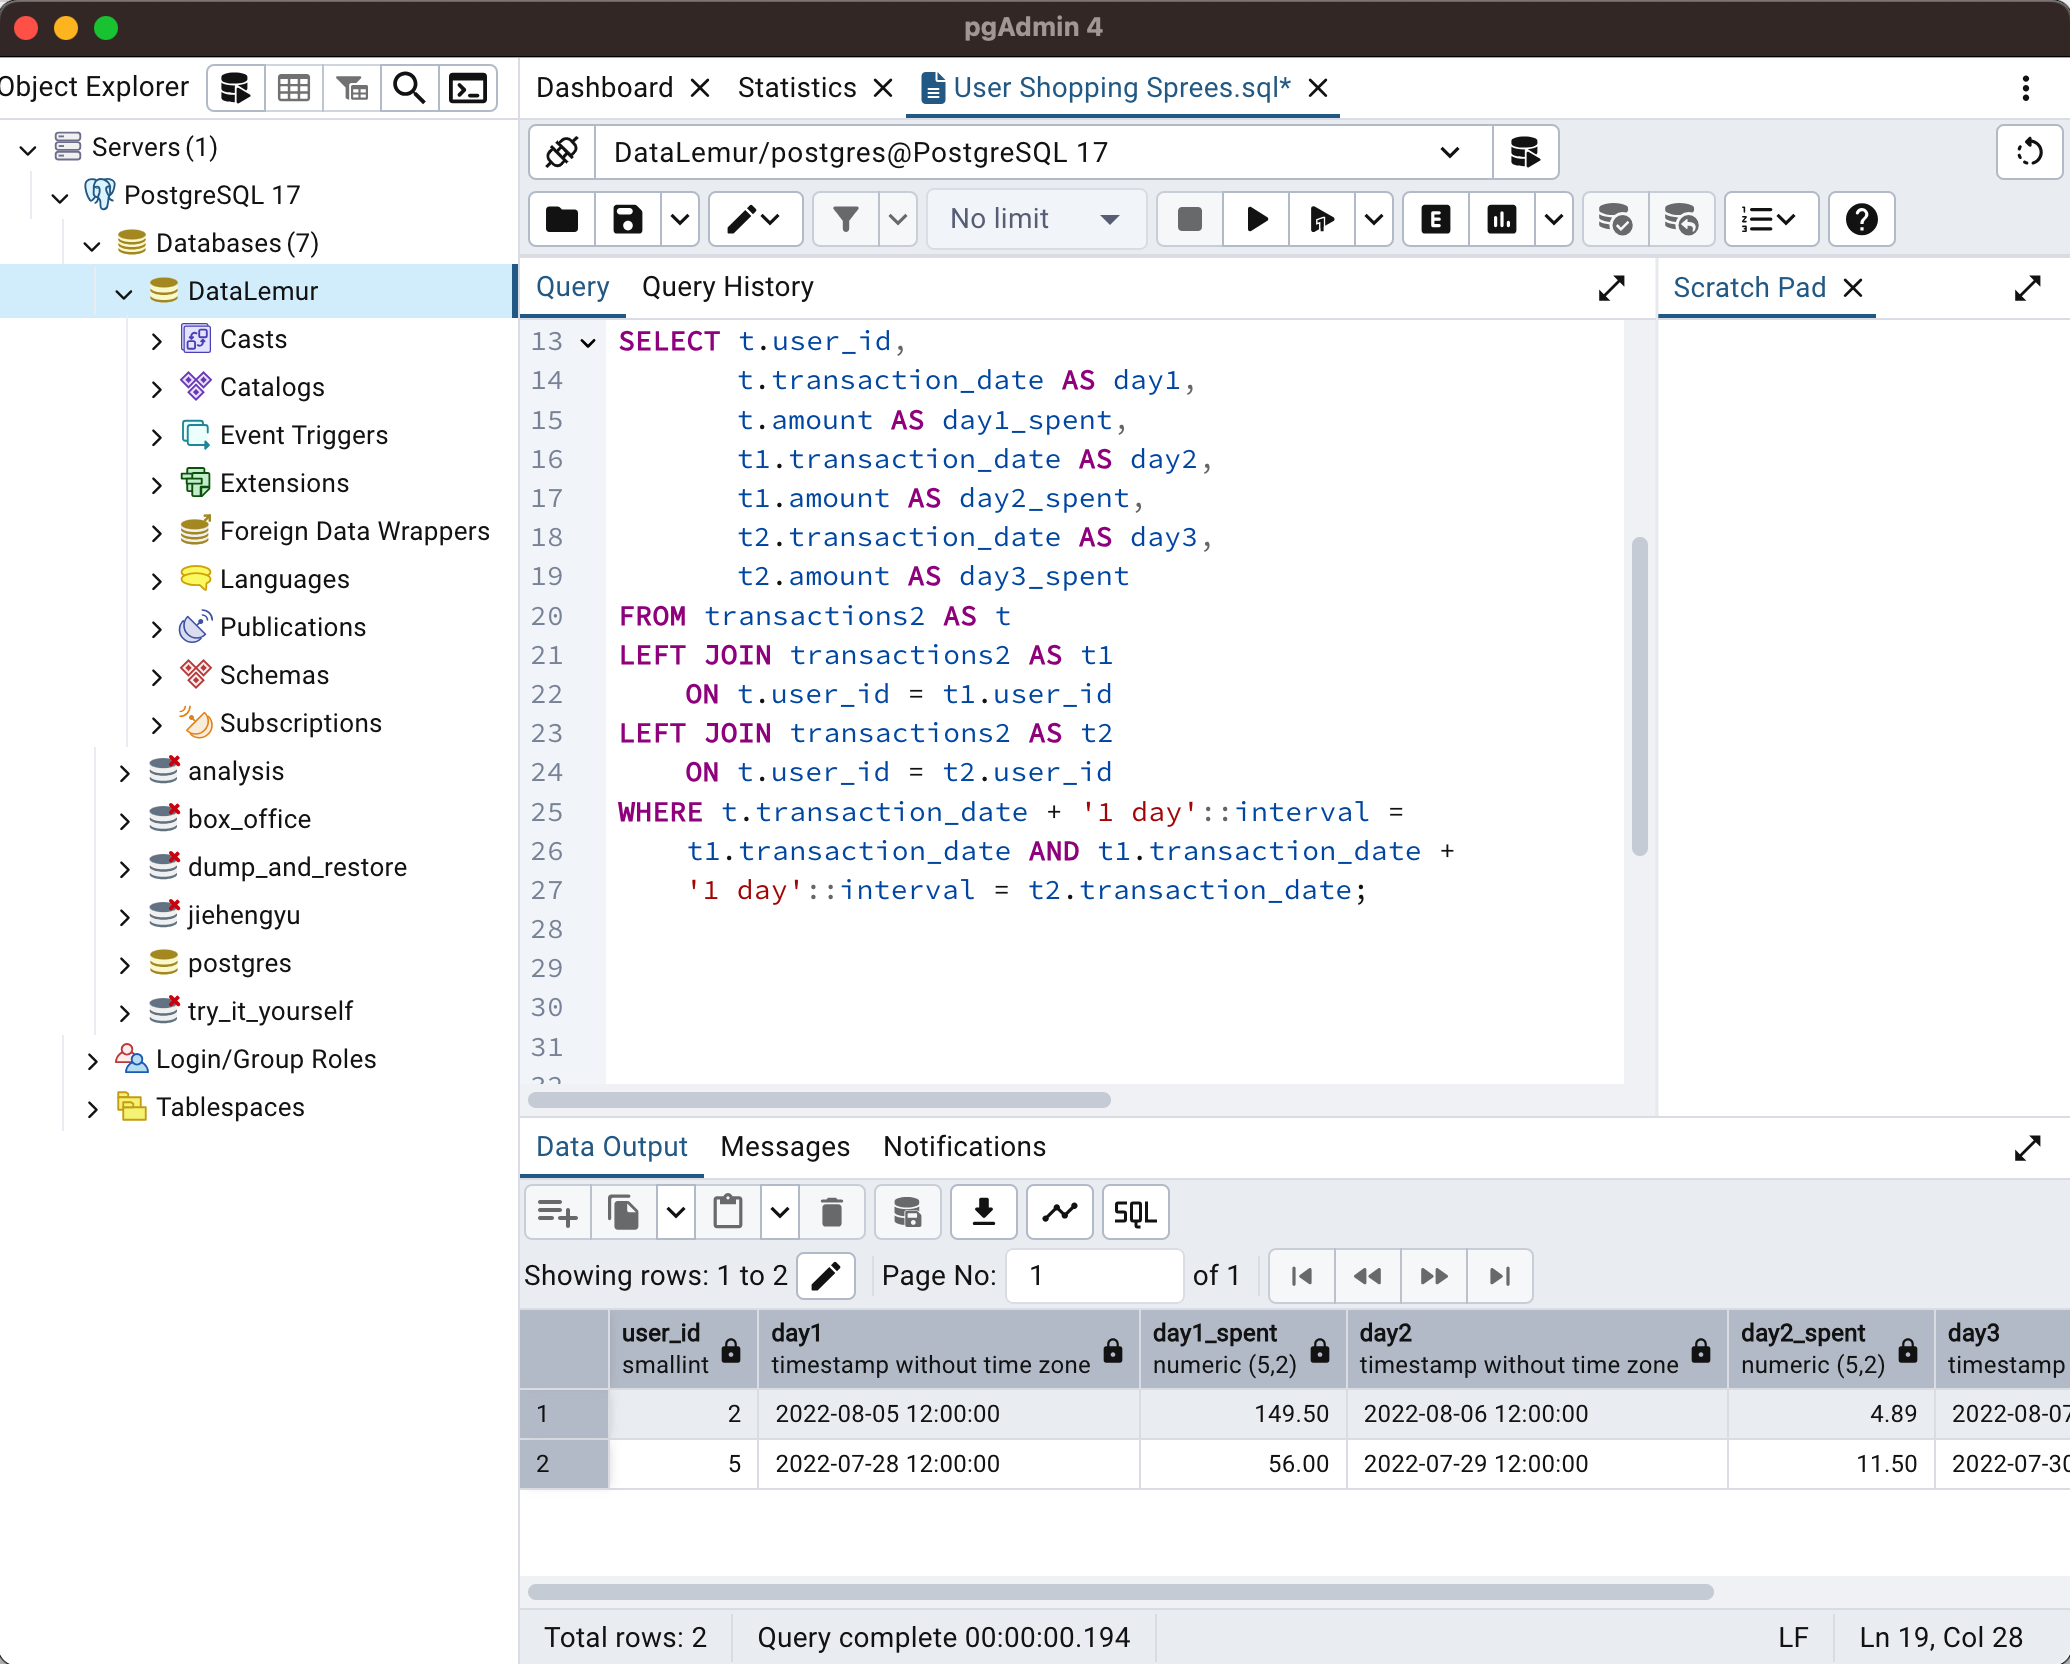 pgAdmin 4
Object Explorer
Servers (1)
PostgreSQL 17
Databases (7)
DataLemur
Casts
Catalogs
Event Triggers
Extensions
Foreign Data Wrappers
Languages
Publications
Schemas
Subscriptions
analysis
box_office
dump_and_restore
jiehengyu
postgres
try_it_yourself
Login/Group Roles
Tablespaces
Dashboard Statistics User Shopping Sprees.sql*
DataLemur/postgres@PostgreSQL 17
No limit
E
Query Query History
Scratch Pad
13 SELECT t.user_id,
14 t.transaction_date AS day1,
15 t.amount AS day1_spent,
16 t1.transaction_date AS day2,
17 t1.amount AS day2_spent,
18 t2.transaction_date AS day3,
19 t2.amount AS day3_spent
20 FROM transactions2 AS t
21 LEFT JOIN transactions2 AS t1
22 ON t.user_id = t1.user_id
23 LEFT JOIN transactions2 AS t2
24 ON t.user_id = t2.user_id
25 WHERE t.transaction_date + '1 day'::interval =
26 t1.transaction_date AND t1.transaction_date +
27 '1 day'::interval = t2.transaction_date;
28
29
30
31
Data Output Messages Notifications
SQL
Showing rows: 1 to 2 Page No: 1 of 1
user_id day1 day1_spent day2 day2_spent day3
smallint timestamp without time zone numeric (5,2) timestamp without time zone numeric (5,2) timestamp
1 2 2022-08-05 12:00:00 149.50 2022-08-06 12:00:00 4.89 2022-08-07
2 5 2022-07-28 12:00:00 56.00 2022-07-29 12:00:00 11.50 2022-07-30
Total rows: 2 Query complete 00:00:00.194 LF Ln 19, Col 28